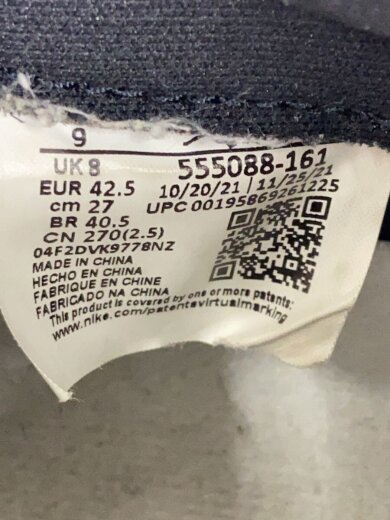 9
UK 8 555088-161
EUR 42.5 10/20/21 | 11/25/21
cm 27 UPC 00195869261225
BR 40.5
CN 270(2.5)
04F2DVK9778NZ
MADE IN CHINA
HECHO EN CHINA
FABRIQUE EN CHINE
FABRICADO NA CHINA
This product is covered by one or more patents:
www.nike.com/patentsvirtualmarking